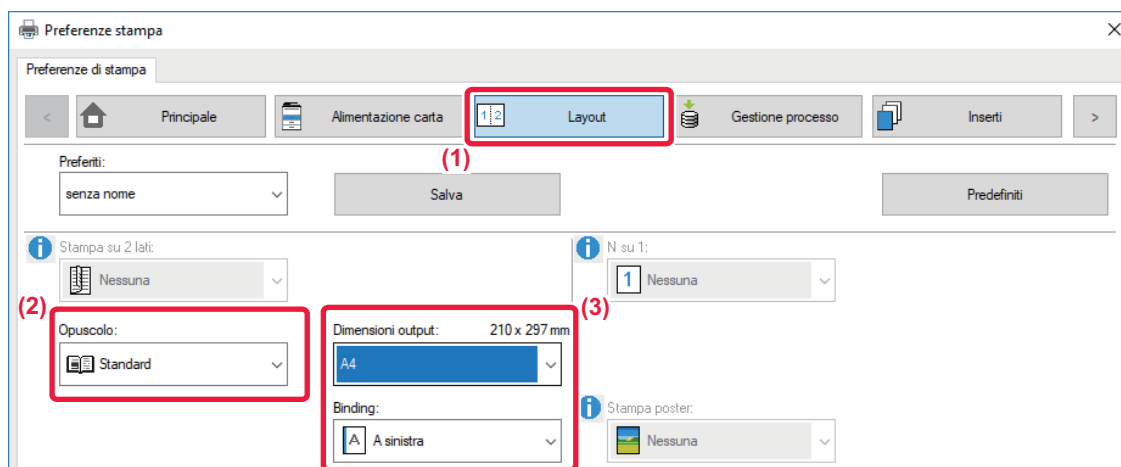 Preferenze stampa
Preferenze di stampa
< Principale Alimentazione carta 1 2 Layout Gestione processo Inserti >
(1)
Preferiti:
senza nome Salva Predefiniti
Stampa su 2 lati: N su 1:
Nessuna 1 Nessuna
(2) (3)
Opuscolo: Dimensioni output: 210 x 297 mm
Standard A4
Binding: Stampa poster:
A A sinistra Nessuna